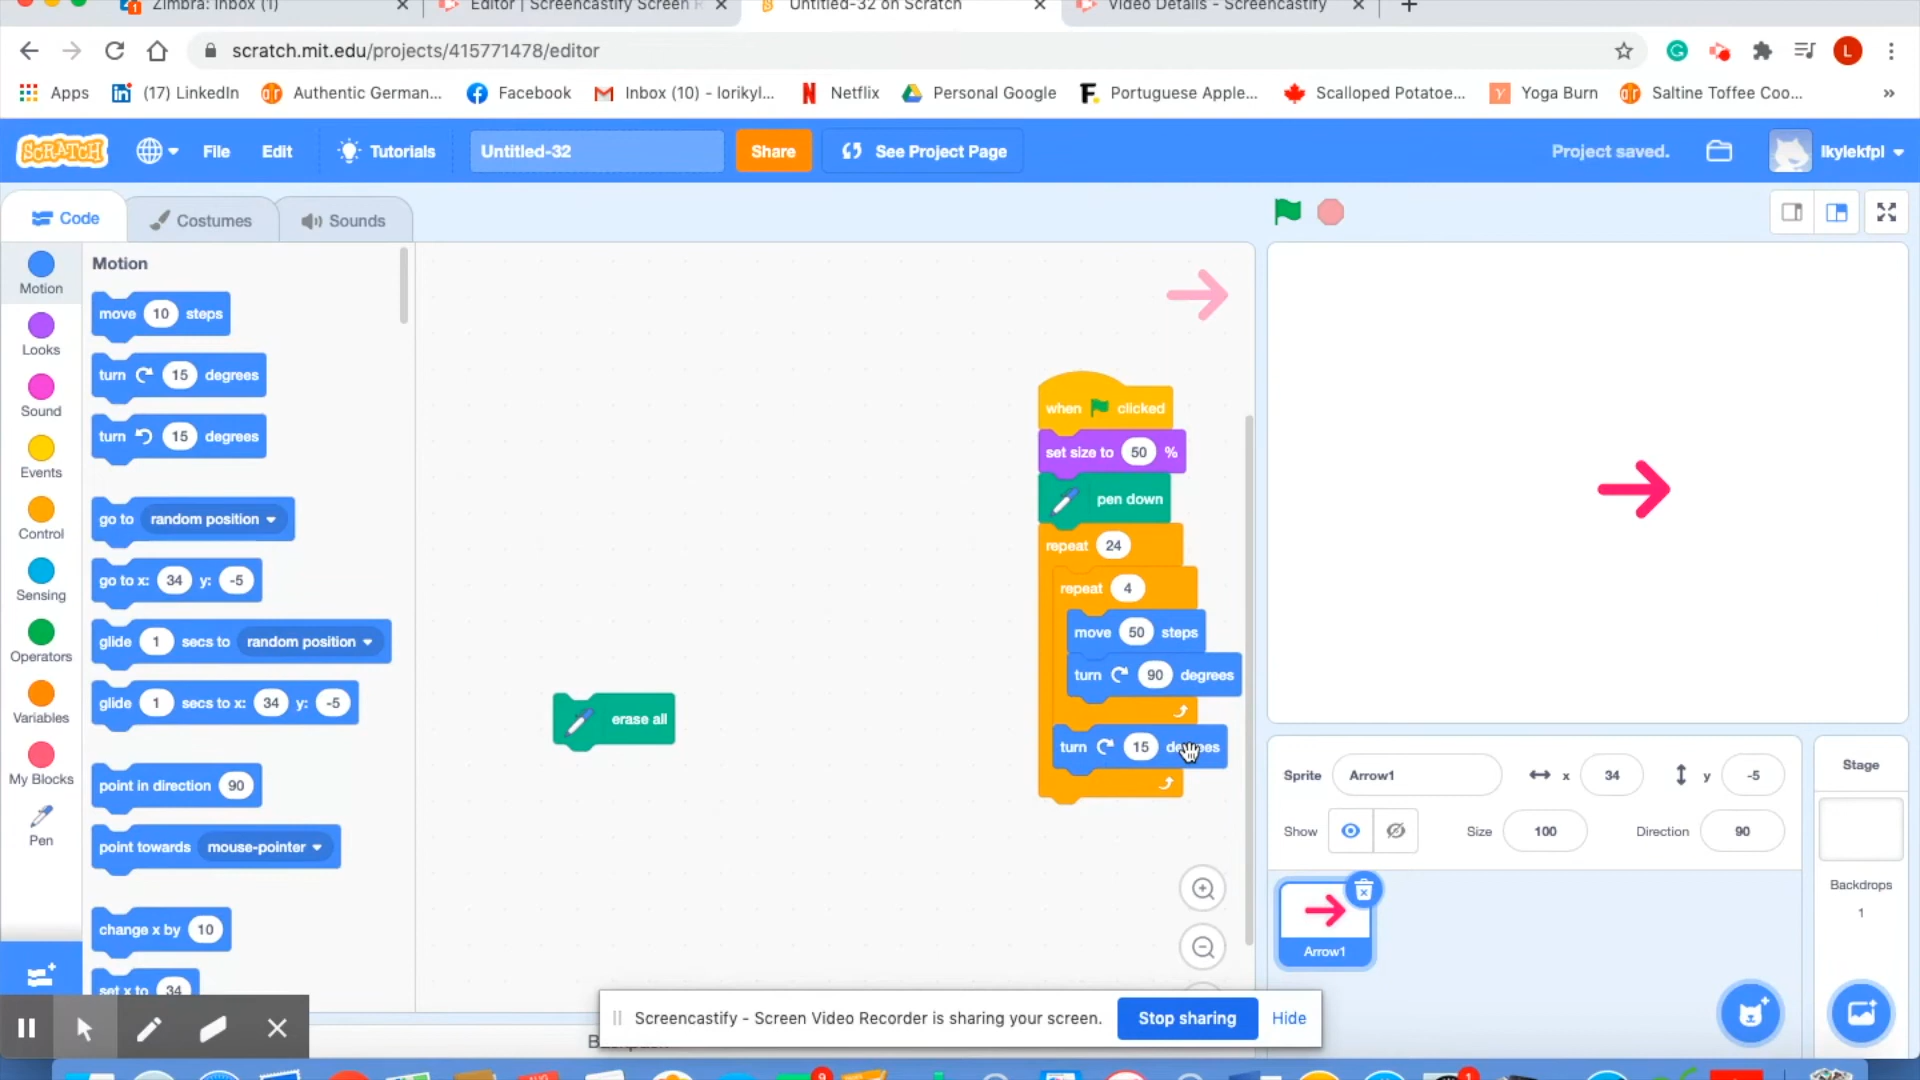 Zimbra: Inbox (1)
Editor | Screencastify Screen R
Untitled-32 on Scratch
Video Details - Screencastify
scratch.mit.edu/projects/415771478/editor
L
Apps
(17) LinkedIn
Authentic German...
Facebook
Inbox (10) - lorikyl...
Netflix
Personal Google
Portuguese Apple...
Scalloped Potatoe...
Yoga Burn
Saltine Toffee Coo...
»
SCRATCH
File
Edit
Tutorials
Untitled-32
Share
See Project Page
Project saved.
lkylekfpl
Code
Costumes
Sounds
Motion
Looks
Sound
Events
Control
Sensing
Operators
Variables
My Blocks
Pen
Motion
move 10 steps
turn 15 degrees
turn 15 degrees
go to random position
go to x: 34 y: -5
glide 1 secs to random position
glide 1 secs to x: 34 y: -5
point in direction 90
point towards mouse-pointer
change x by 10
set x to 34
erase all
when clicked
set size to 50 %
pen down
repeat 24
repeat 4
move 50 steps
turn 90 degrees
turn 15 degrees
Sprite Arrow1 x 34 y -5
Show Size 100 Direction 90
Arrow1
Stage
Backdrops
1
Screencastify - Screen Video Recorder is sharing your screen.
Stop sharing
Hide